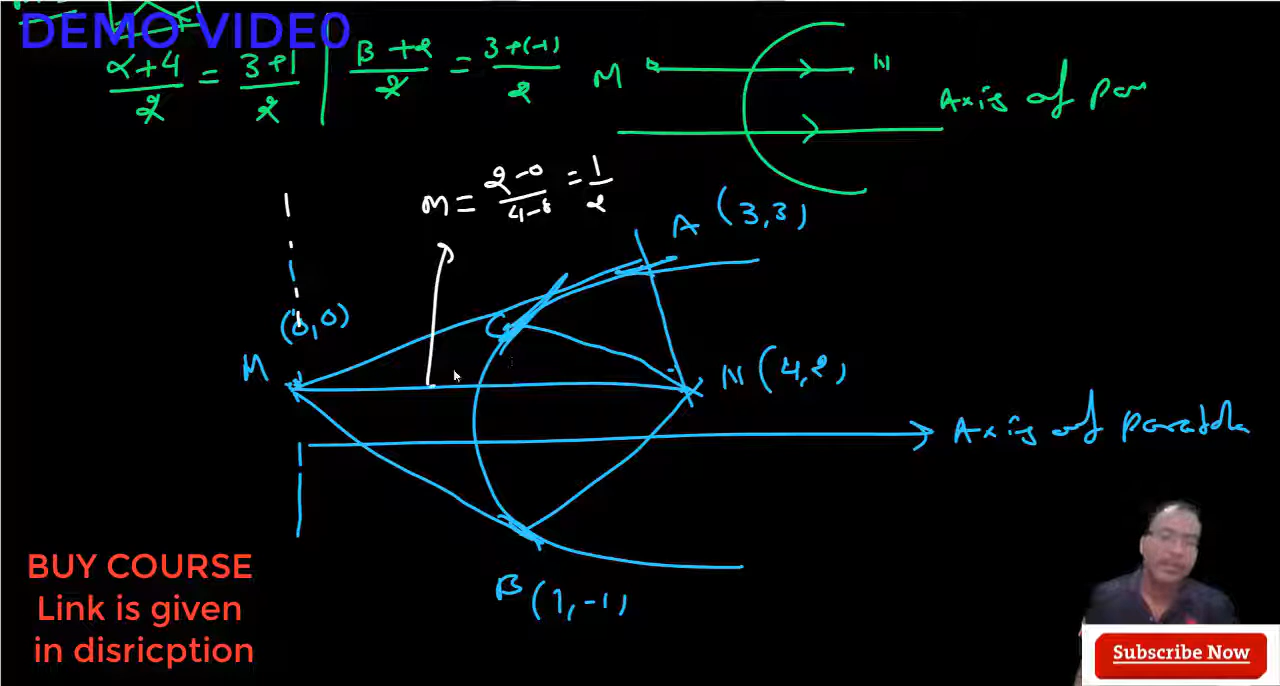 DEMO VIDEO
α+4/2 = 3+1/2 | β+2/2 = 3+(-1)/2
M N
Axis of par
M = 2-0/4-0 = 1/2
A (3,3)
(0,0)
C
M
N (4,2)
Axis of parabola
B (1,-1)
BUY COURSE
Link is given
in disricption
Subscribe Now